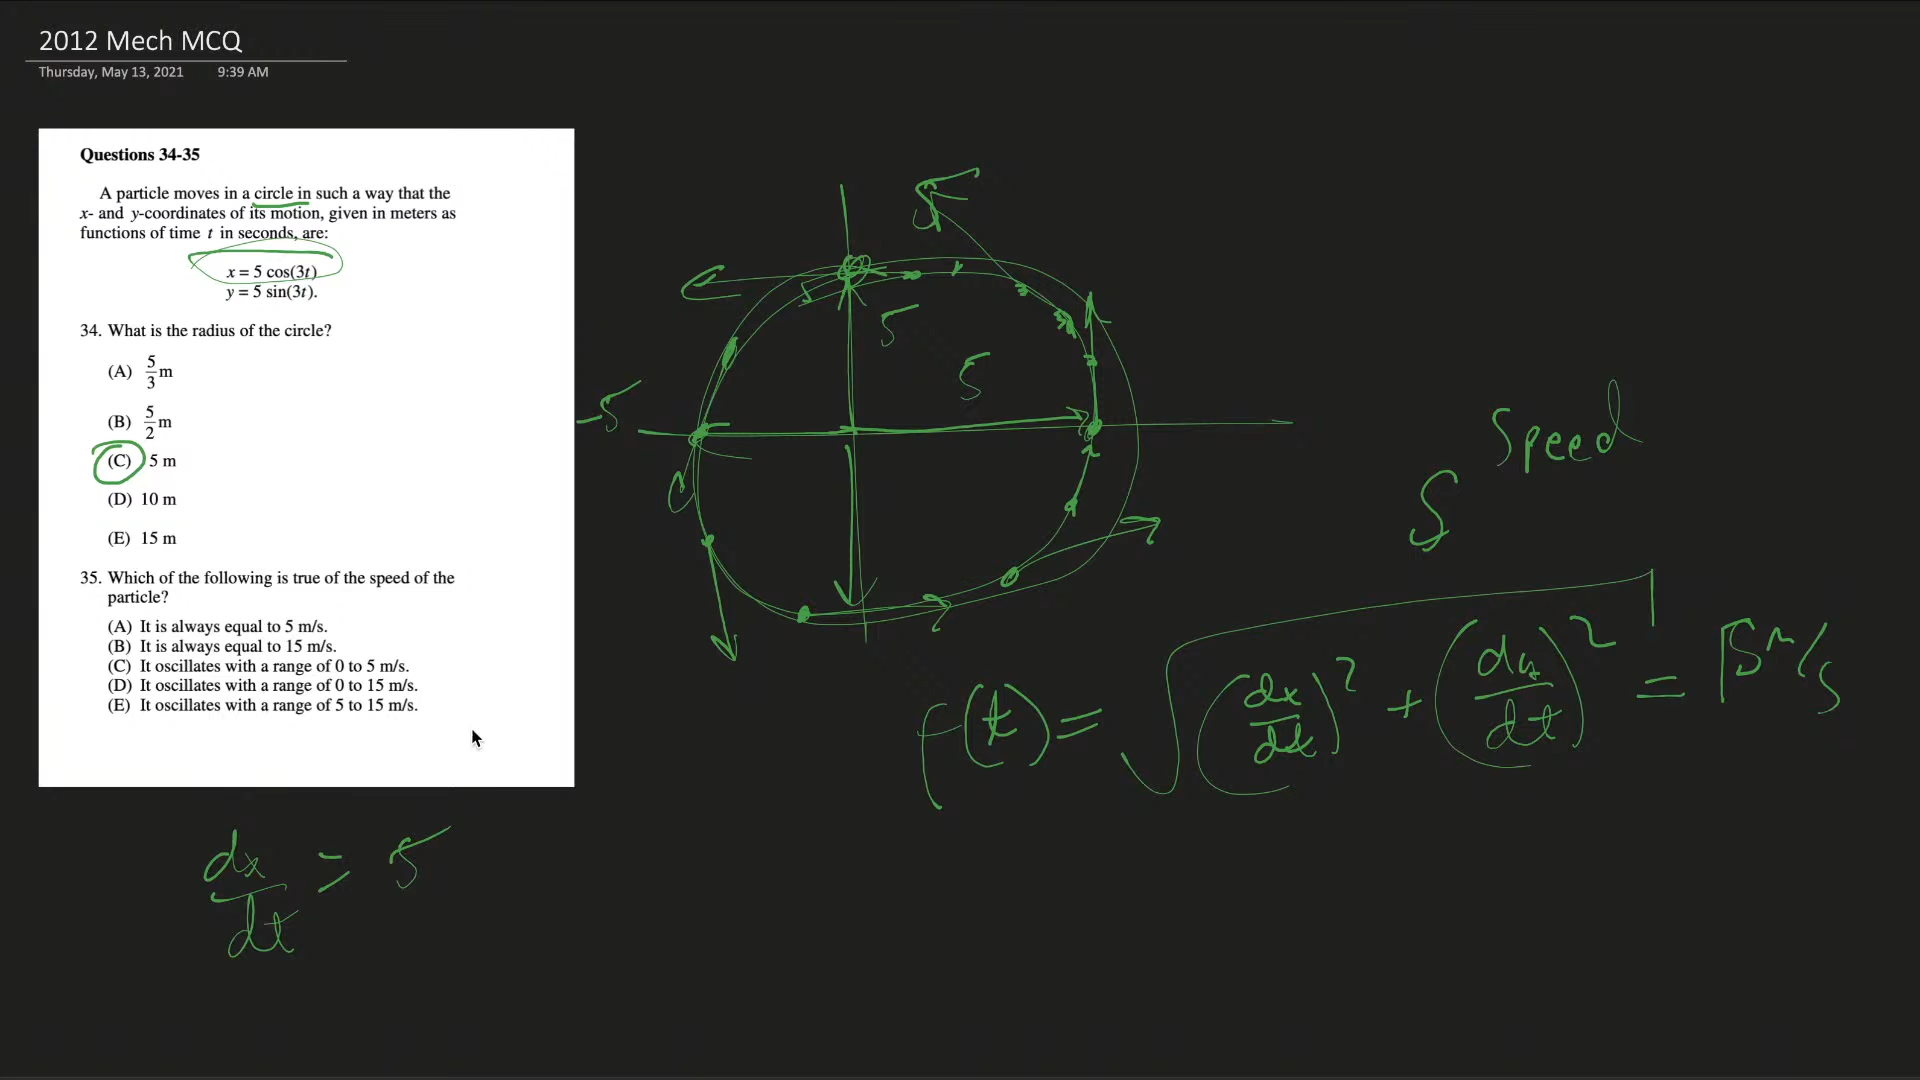 2012 Mech MCQ
Thursday, May 13, 2021 9:39 AM
Questions 34-35
A particle moves in a circle in such a way that the
x- and y-coordinates of its motion, given in meters as
functions of time t in seconds, are:
x = 5 cos(3t)
y = 5 sin(3t).
34. What is the radius of the circle?
(A) 5/3 m
(B) 5/2 m
(C) 5 m
(D) 10 m
(E) 15 m
35. Which of the following is true of the speed of the
particle?
(A) It is always equal to 5 m/s.
(B) It is always equal to 15 m/s.
(C) It oscillates with a range of 0 to 5 m/s.
(D) It oscillates with a range of 0 to 15 m/s.
(E) It oscillates with a range of 5 to 15 m/s.
5
5
-5
Speed
f(t) = √((dx/dt)² + (dy/dt)²) = 15 m/s
dx/dt = 5